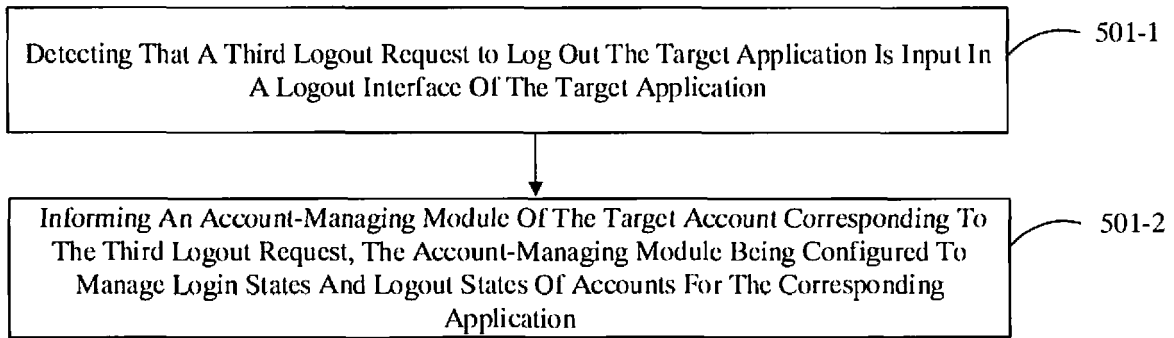 Detecting That A Third Logout Request to Log Out The Target Application Is Input In
A Logout Interface Of The Target Application
501-1
Informing An Account-Managing Module Of The Target Account Corresponding To
The Third Logout Request, The Account-Managing Module Being Configured To
Manage Login States And Logout States Of Accounts For The Corresponding
Application
501-2